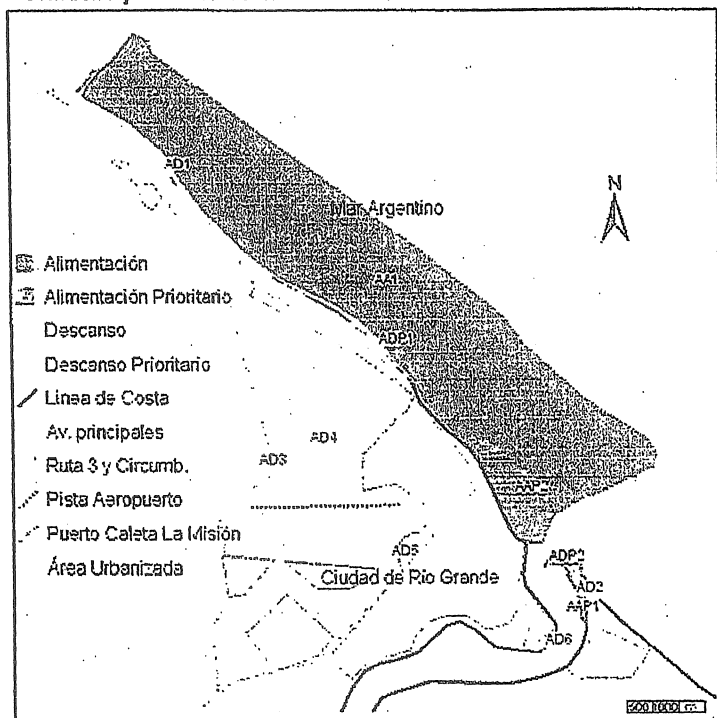 AD1
N
Mar Argentino
AA1
Alimentación
Alimentación Prioritario
Descanso
ADP1
Descanso Prioritario
Línea de Costa
Av. principales
AD4
AD3
Ruta 3 y Circumb.
Pista Aeropuerto
Puerto Caleta La Misión
AD5
ADP2
Área Urbanizada
Ciudad de Río Grande
AD2
AAP1
AD6